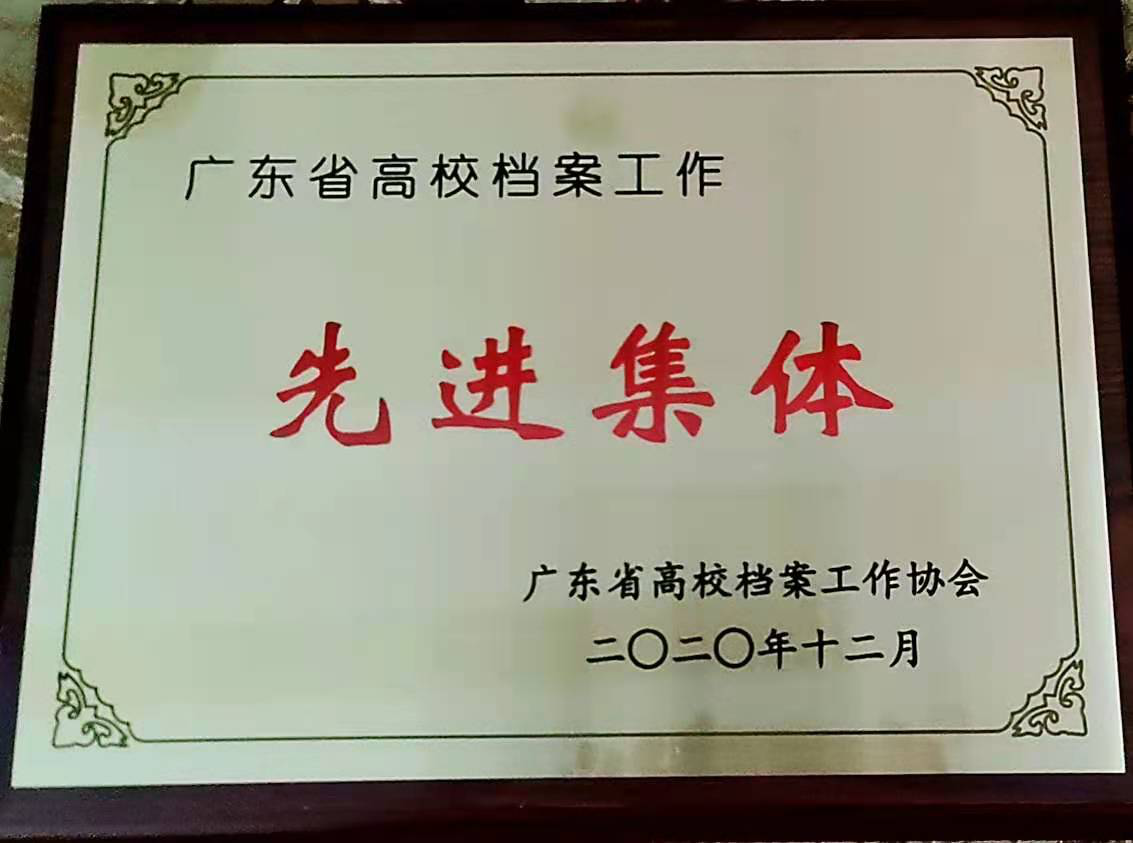 广东省高校档案工作
先进集体
广东省高校档案工作协会
二〇二〇年十二月